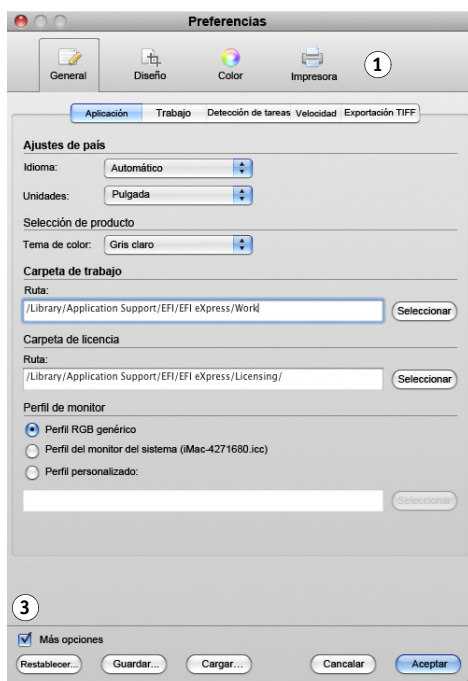 Preferencias
General Diseño Color Impresora 1
Aplicación Trabajo Detección de tareas Velocidad Exportación TIFF
Ajustes de país
Idioma: Automático
Unidades: Pulgada
Selección de producto
Tema de color: Gris claro
Carpeta de trabajo
Ruta:
/Library/Application Support/EFI/EFI eXpress/Work Seleccionar
Carpeta de licencia
Ruta:
/Library/Application Support/EFI/EFI eXpress/Licensing/ Seleccionar
Perfil de monitor
Perfil RGB genérico
Perfil del monitor del sistema (iMac-4271680.icc)
Perfil personalizado:
Seleccionar
3
Más opciones
Restablecer... Guardar... Cargar... Cancalar Aceptar